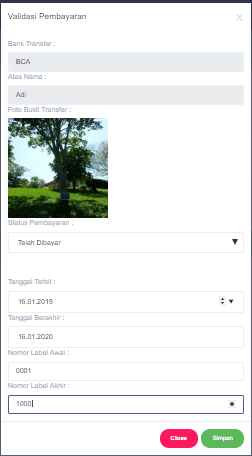 Validasi Pembayaran x
Bank Transfer :
BCA
Atas Nama :
Adi
Foto Bukti Transfer :
Status Pembayaran :
Telah Dibayar
Tanggal Terbit :
16.01.2019
Tanggal Berakhir :
16.01.2020
Nomor Label Awal :
0001
Nomor Label Akhir :
1000
Close Simpan